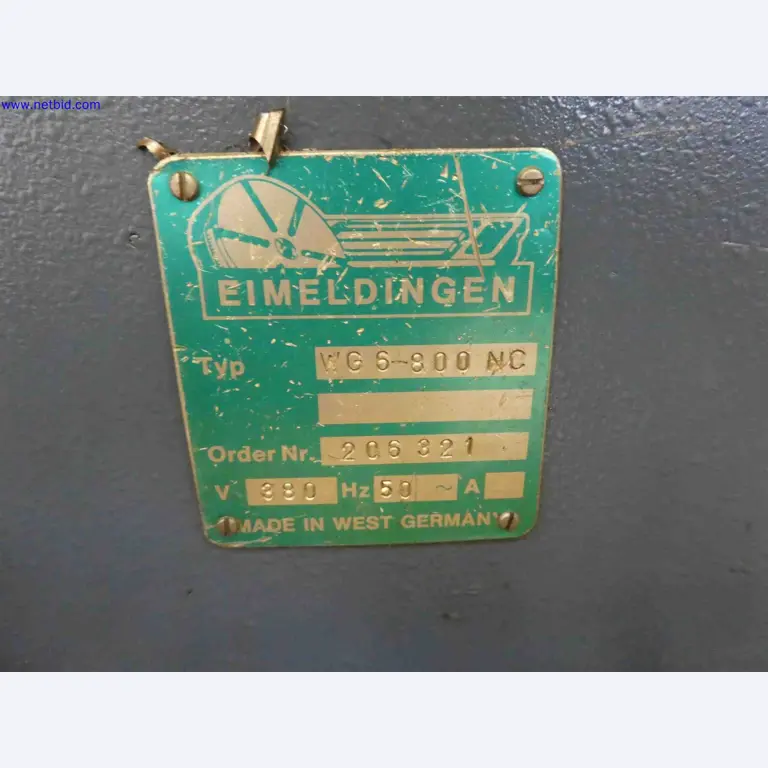 www.netbid.com
EIMELDINGEN
Typ WG 6-800 NC
Order Nr. 206 321
V 380 Hz 50 ~ A
MADE IN WEST GERMANY